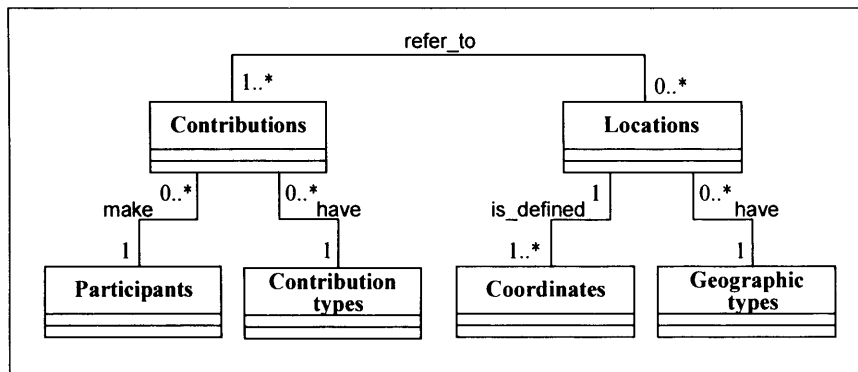 refer_to
1..*
0..*
Contributions
Locations
0..*
0..*
1
0..*
make
have
is_defined
have
1
1
1..*
1
Participants
Contribution
types
Coordinates
Geographic
types